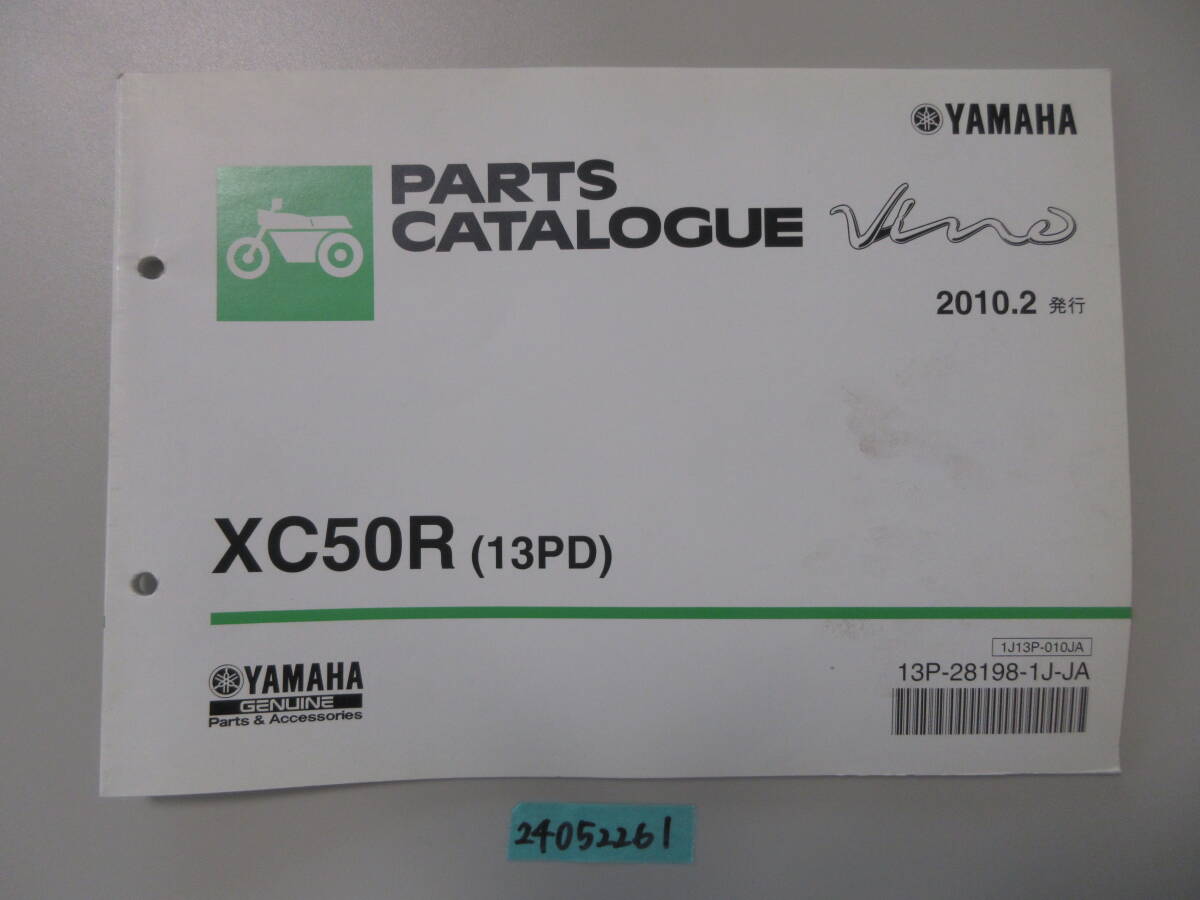 YAMAHA
PARTS
CATALOGUE
Vino
2010.2 発行
XC50R (13PD)
YAMAHA
GENUINE
Parts & Accessories
1J13P-010JA
13P-28198-1J-JA
24052261